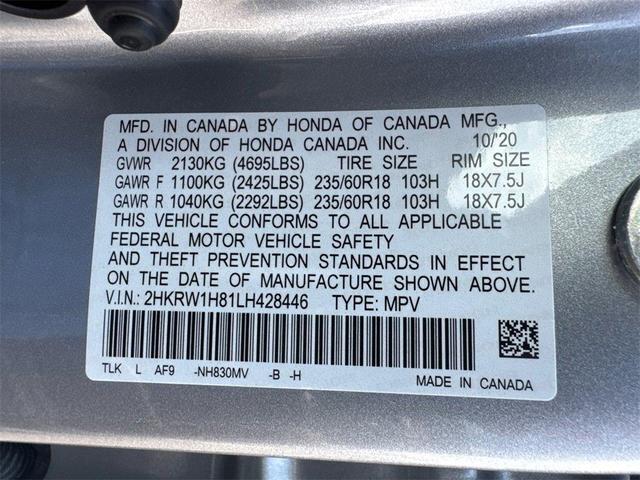 MFD. IN CANADA BY HONDA OF CANADA MFG.,
A DIVISION OF HONDA CANADA INC. 10/'20
GVWR 2130KG (4695LBS) TIRE SIZE RIM SIZE
GAWR F 1100KG (2425LBS) 235/60R18 103H 18X7.5J
GAWR R 1040KG (2292LBS) 235/60R18 103H 18X7.5J
THIS VEHICLE CONFORMS TO ALL APPLICABLE
FEDERAL MOTOR VEHICLE SAFETY
AND THEFT PREVENTION STANDARDS IN EFFECT
ON THE DATE OF MANUFACTURE SHOWN ABOVE.
V.I.N.: 2HKRW1H81LH428446 TYPE: MPV
TLK L AF9 -NH830MV -B -H
MADE IN CANADA